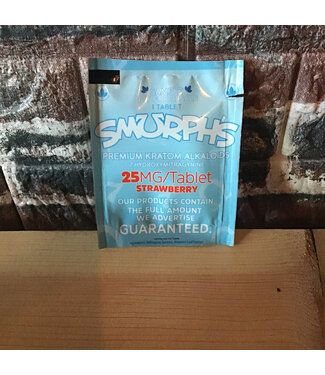 1 TABLET
SMURPHS
PREMIUM KRATOM ALKALOIDS
7-HYDROXYMITRAGYNINE
25MG/Tablet
STRAWBERRY
OUR PRODUCTS CONTAIN
THE FULL AMOUNT
WE ADVERTISE
GUARANTEED.